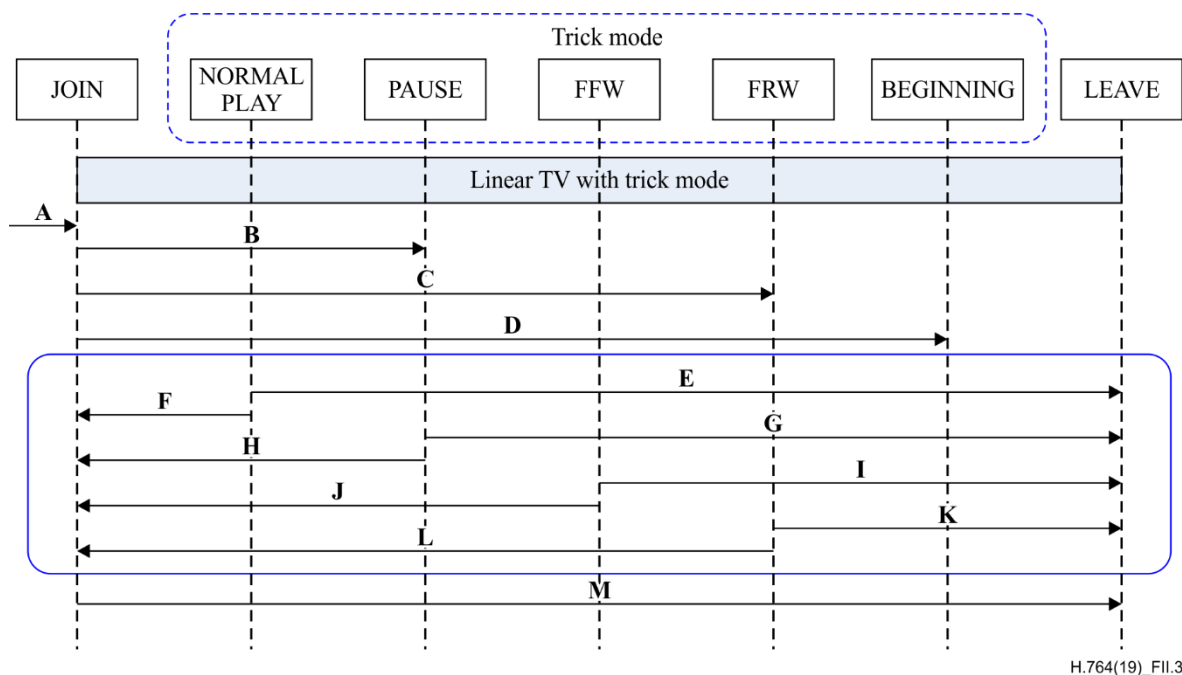 Trick mode
JOIN
NORMAL
PLAY
PAUSE
FFW
FRW
BEGINNING
LEAVE
Linear TV with trick mode
A
B
C
D
E
F
G
H
I
J
K
L
M
H.764(19)_FII.3